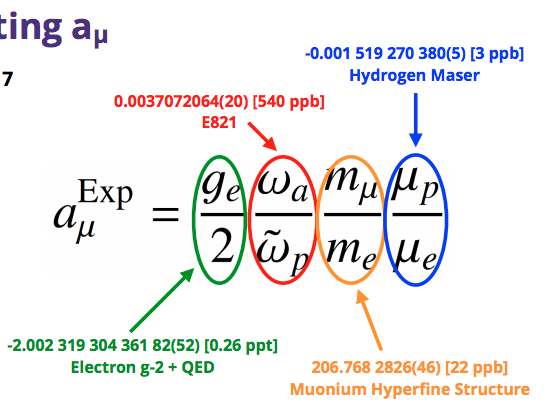 ting aμ
7
-0.001 519 270 380(5) [3 ppb]
Hydrogen Maser
0.0037072064(20) [540 ppb]
E821
a_μ^Exp = g_e/2 ω_a/ω̃_p m_μ/m_e μ_p/μ_e
-2.002 319 304 361 82(52) [0.26 ppt]
Electron g-2 + QED
206.768 2826(46) [22 ppb]
Muonium Hyperfine Structure